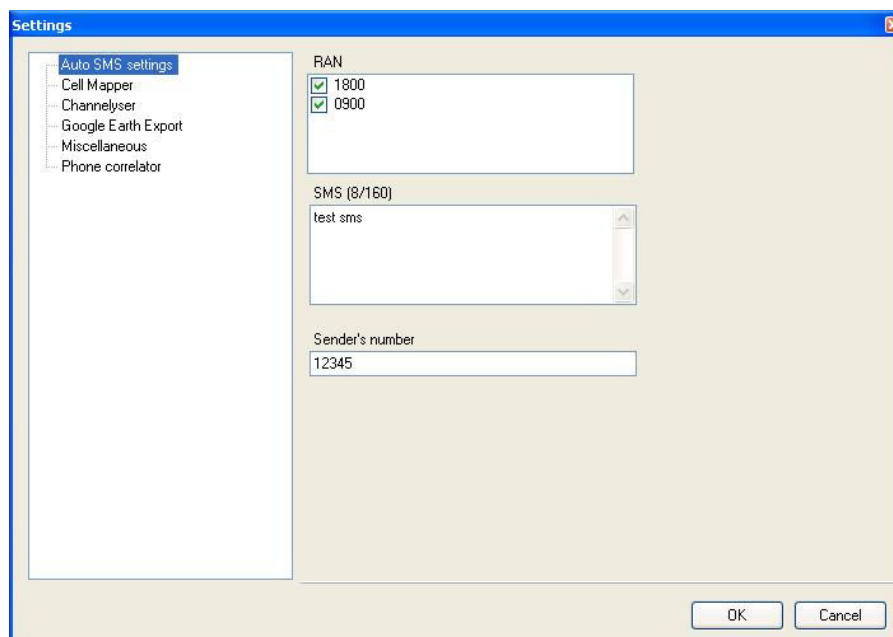 Settings
Auto SMS settings
Cell Mapper
Channelyser
Google Earth Export
Miscellaneous
Phone correlator
RAN
1800
0900
SMS (8/160)
test sms
Sender's number
12345
OK
Cancel